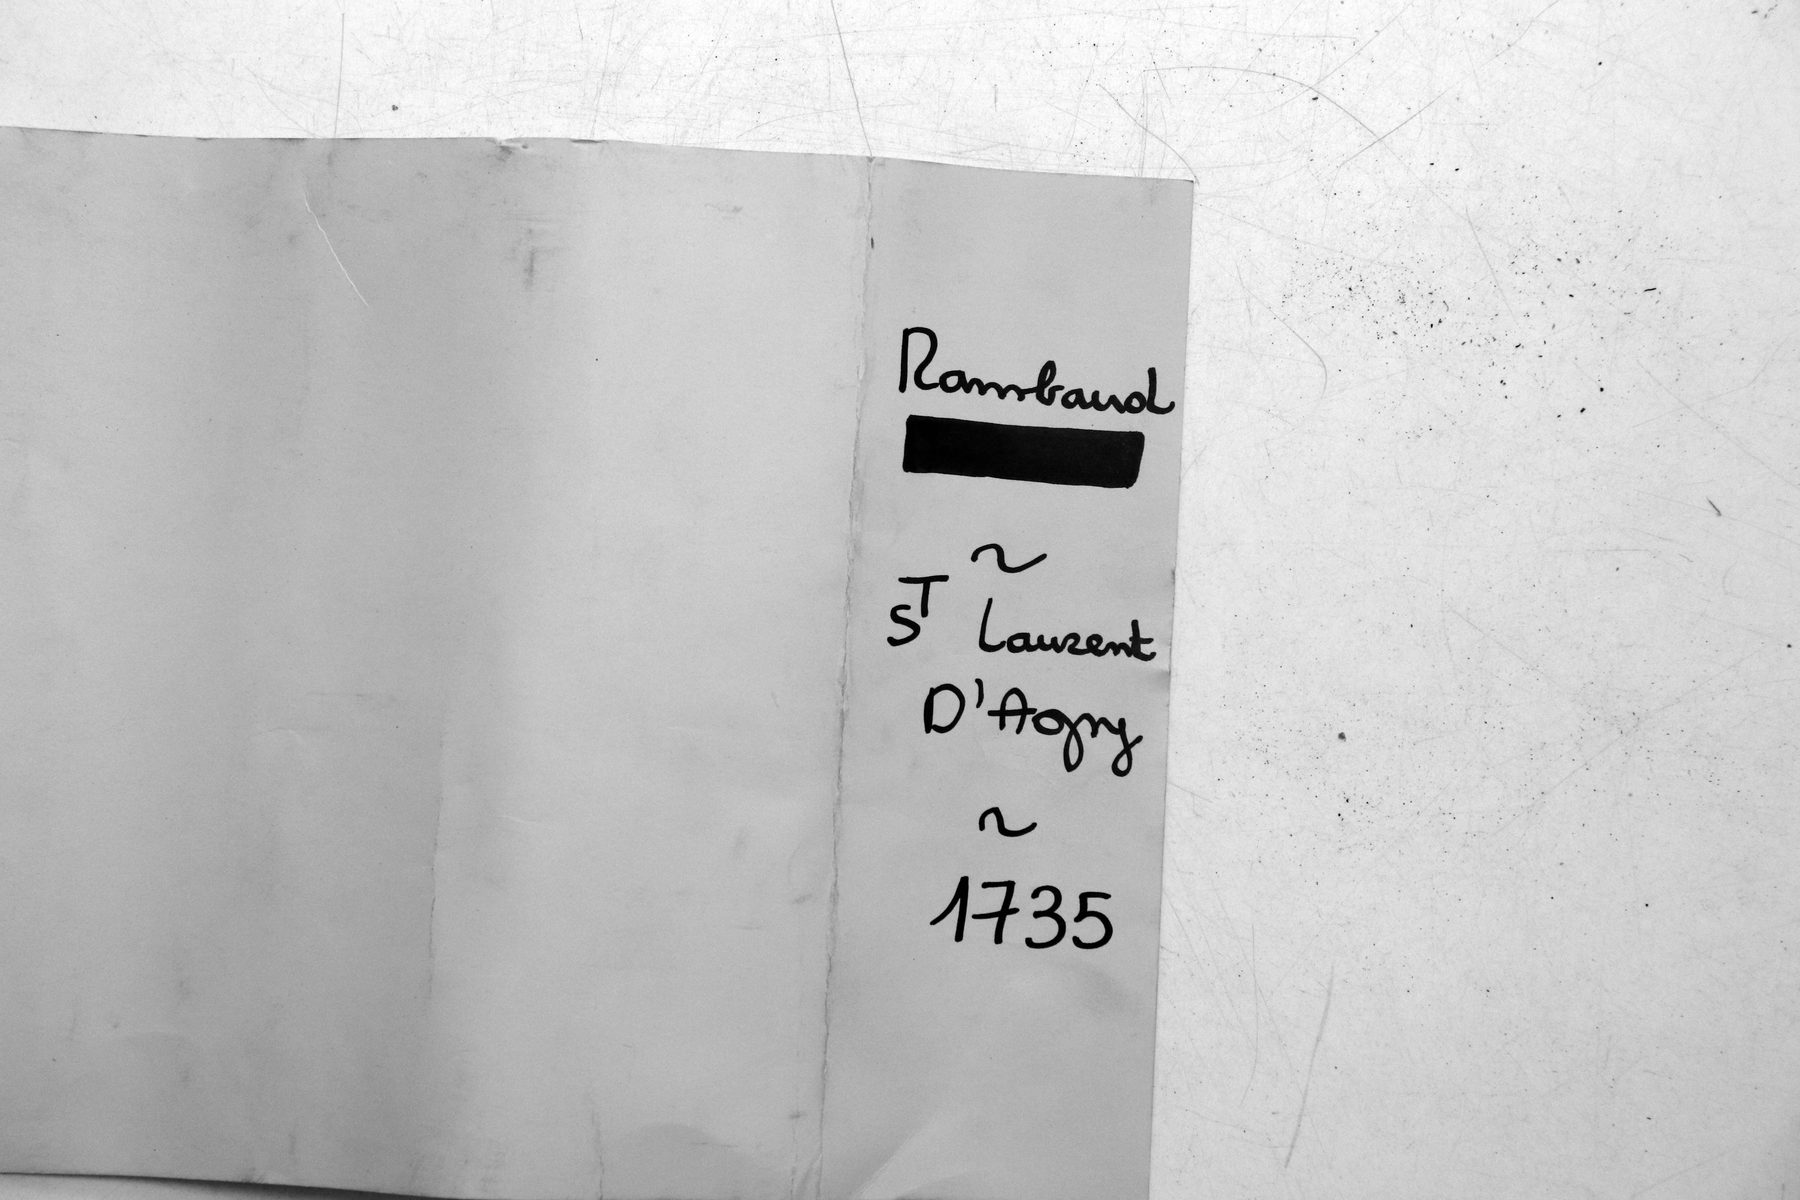 Rambaud
~
ST Laurent
D'Agny
~
1735